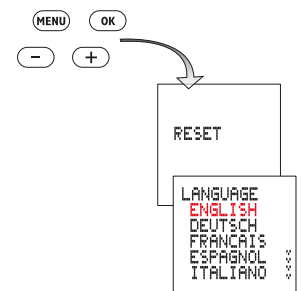 MENU OK
- +
RESET
LANGUAGE
ENGLISH
DEUTSCH
FRANCAIS
ESPAGNOL
ITALIANO